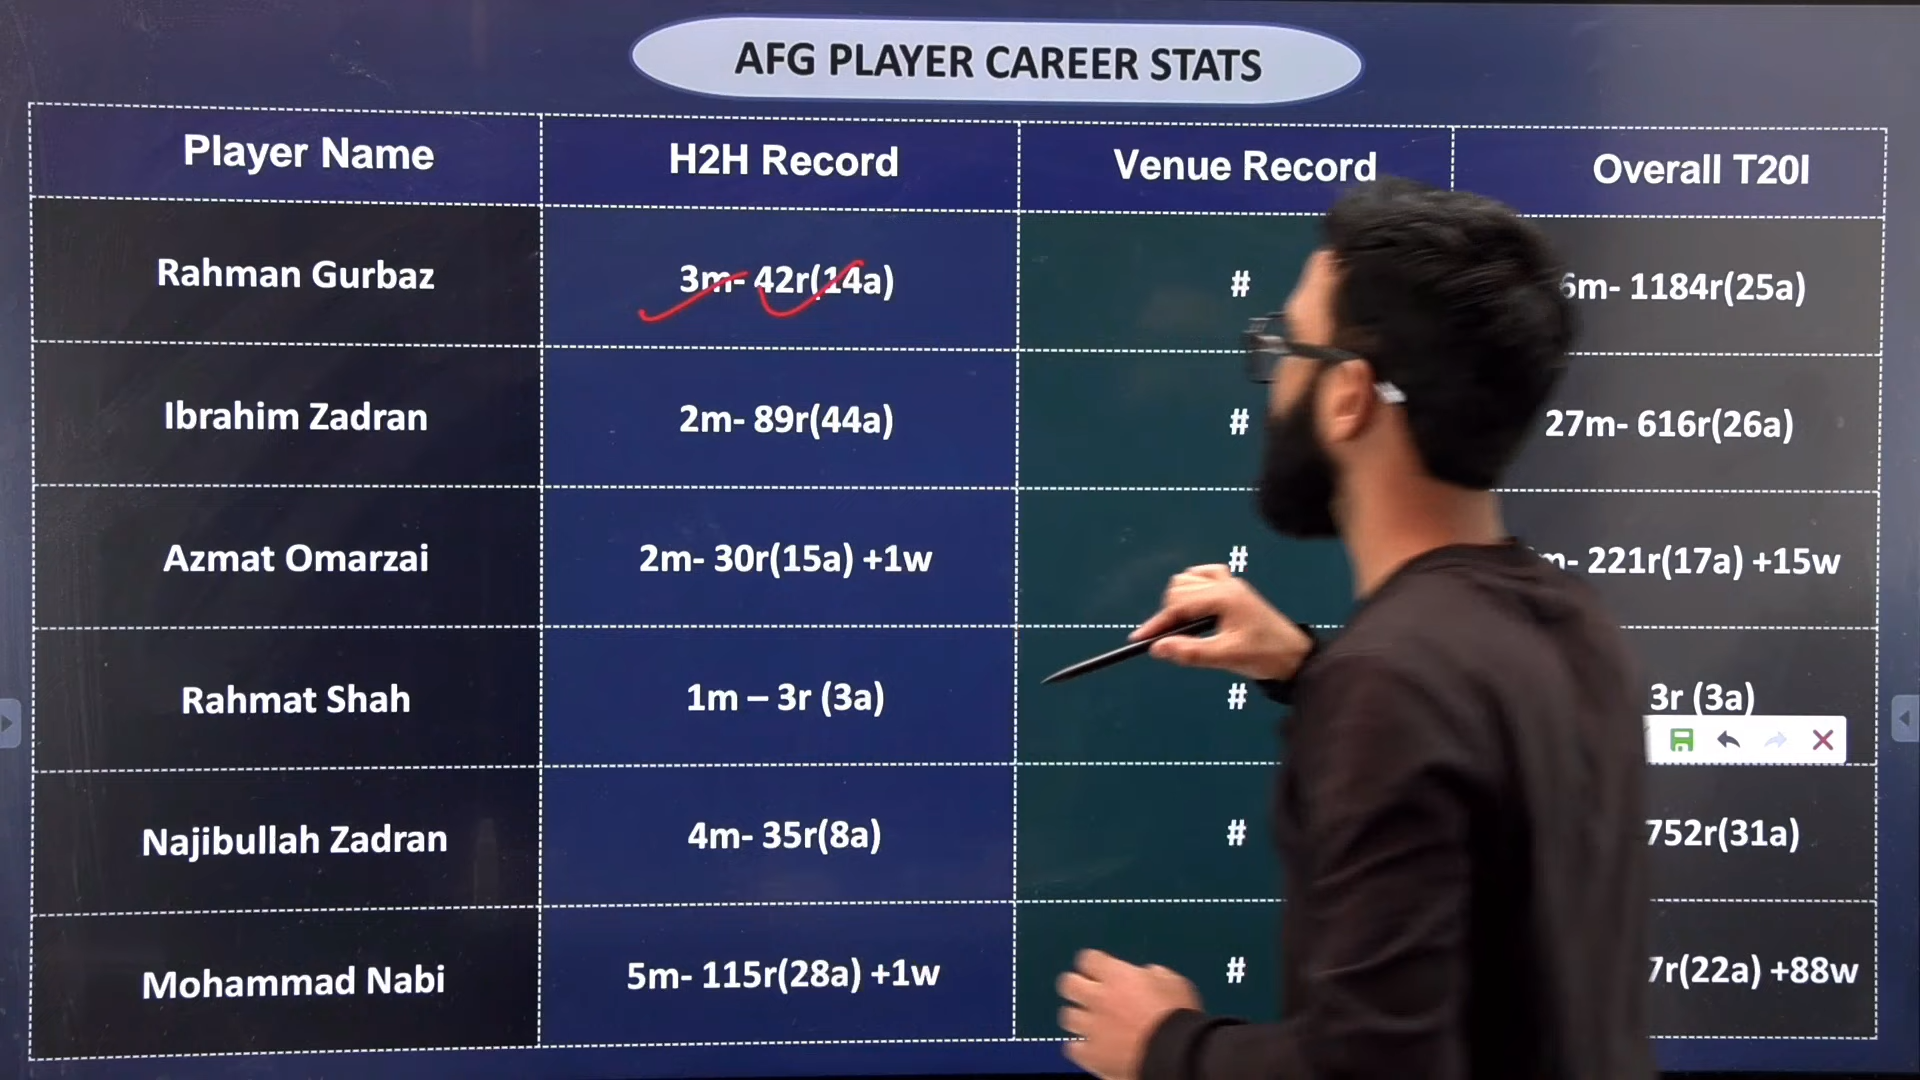 AFG PLAYER CAREER STATS
Player Name H2H Record Venue Record Overall T20I
Rahman Gurbaz 3m- 42r(14a) # 6m- 1184r(25a)
Ibrahim Zadran 2m- 89r(44a) # 27m- 616r(26a)
Azmat Omarzai 2m- 30r(15a) +1w # m- 221r(17a) +15w
Rahmat Shah 1m – 3r (3a) # 3r (3a)
Najibullah Zadran 4m- 35r(8a) # 752r(31a)
Mohammad Nabi 5m- 115r(28a) +1w # 7r(22a) +88w